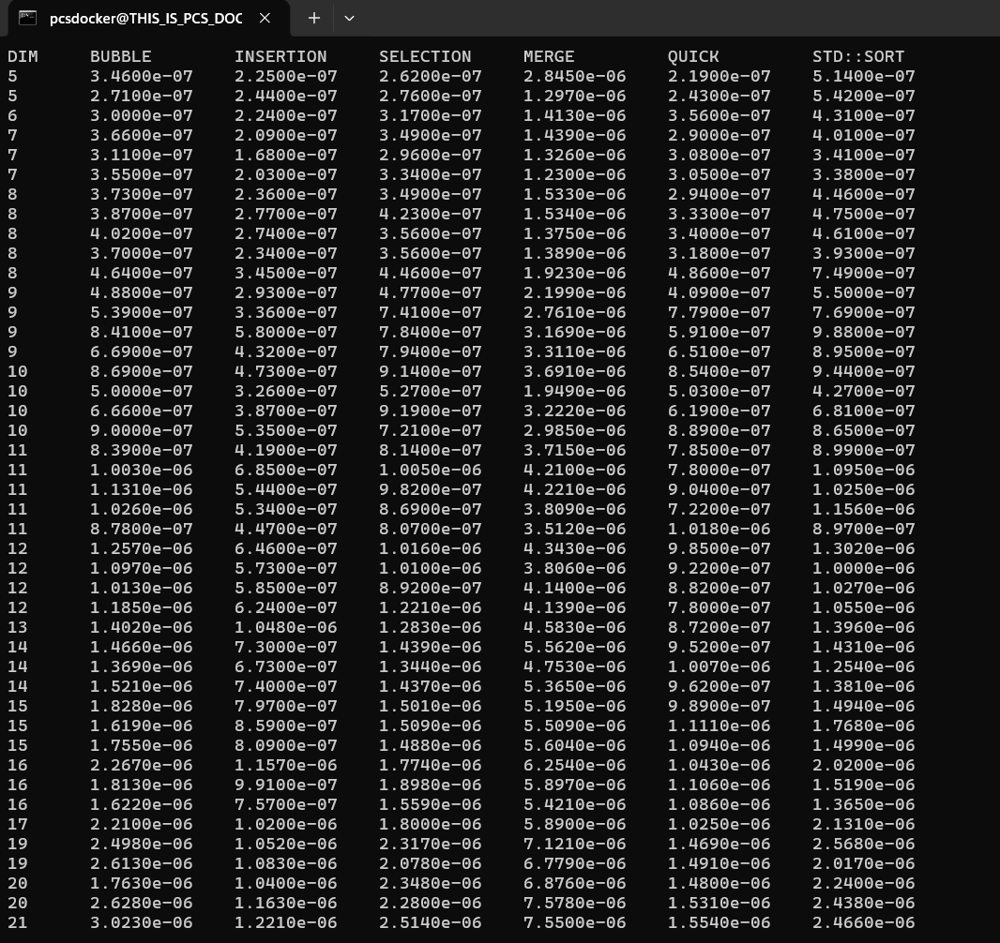 pcsdocker@THIS_IS_PCS_DOC
DIM BUBBLE INSERTION SELECTION MERGE QUICK STD::SORT
5 3.4600e-07 2.2500e-07 2.6200e-07 2.8450e-06 2.1900e-07 5.1400e-07
5 2.7100e-07 2.4400e-07 2.7600e-07 1.2970e-06 2.4300e-07 5.4200e-07
6 3.0000e-07 2.2400e-07 3.1700e-07 1.4130e-06 3.5600e-07 4.3100e-07
7 3.6600e-07 2.0900e-07 3.4900e-07 1.4390e-06 2.9000e-07 4.0100e-07
7 3.1100e-07 1.6800e-07 2.9600e-07 1.3260e-06 3.0800e-07 3.4100e-07
7 3.5500e-07 2.0300e-07 3.3400e-07 1.2300e-06 3.0500e-07 3.3800e-07
8 3.7300e-07 2.3600e-07 3.4900e-07 1.5330e-06 2.9400e-07 4.4600e-07
8 3.8700e-07 2.7700e-07 4.2300e-07 1.5340e-06 3.3300e-07 4.7500e-07
8 4.0200e-07 2.7400e-07 3.5600e-07 1.3750e-06 3.4000e-07 4.6100e-07
8 3.7000e-07 2.3400e-07 3.5600e-07 1.3890e-06 3.1800e-07 3.9300e-07
8 4.6400e-07 3.4500e-07 4.4600e-07 1.9230e-06 4.8600e-07 7.4900e-07
9 4.8800e-07 2.9300e-07 4.7700e-07 2.1990e-06 4.0900e-07 5.5000e-07
9 5.3900e-07 3.3600e-07 7.4100e-07 2.7610e-06 7.7900e-07 7.6900e-07
9 8.4100e-07 5.8000e-07 7.8400e-07 3.1690e-06 5.9100e-07 9.8800e-07
9 6.6900e-07 4.3200e-07 7.9400e-07 3.3110e-06 6.5100e-07 8.9500e-07
10 8.6900e-07 4.7300e-07 9.1400e-07 3.6910e-06 8.5400e-07 9.4400e-07
10 5.0000e-07 3.2600e-07 5.2700e-07 1.9490e-06 5.0300e-07 4.2700e-07
10 6.6600e-07 3.8700e-07 9.1900e-07 3.2220e-06 6.1900e-07 6.8100e-07
10 9.0000e-07 5.3500e-07 7.2100e-07 2.9850e-06 8.8900e-07 8.6500e-07
11 8.3900e-07 4.1900e-07 8.1400e-07 3.7150e-06 7.8500e-07 8.9900e-07
11 1.0030e-06 6.8500e-07 1.0050e-06 4.2100e-06 7.8000e-07 1.0950e-06
11 1.1310e-06 5.4400e-07 9.8200e-07 4.2210e-06 9.0400e-07 1.0250e-06
11 1.0260e-06 5.3400e-07 8.6900e-07 3.8090e-06 7.2200e-07 1.1560e-06
11 8.7800e-07 4.4700e-07 8.0700e-07 3.5120e-06 1.0180e-06 8.9700e-07
12 1.2570e-06 6.4600e-07 1.0160e-06 4.3430e-06 9.8500e-07 1.3020e-06
12 1.0970e-06 5.7300e-07 1.0100e-06 3.8060e-06 9.2200e-07 1.0000e-06
12 1.0130e-06 5.8500e-07 8.9200e-07 4.1400e-06 8.8200e-07 1.0270e-06
12 1.1850e-06 6.2400e-07 1.2210e-06 4.1390e-06 7.8000e-07 1.0550e-06
13 1.4020e-06 1.0480e-06 1.2830e-06 4.5830e-06 8.7200e-07 1.3960e-06
14 1.4660e-06 7.3000e-07 1.4390e-06 5.5620e-06 9.5200e-07 1.4310e-06
14 1.3690e-06 6.7300e-07 1.3440e-06 4.7530e-06 1.0070e-06 1.2540e-06
14 1.5210e-06 7.4000e-07 1.4370e-06 5.3650e-06 9.6200e-07 1.3810e-06
15 1.8280e-06 7.9700e-07 1.5010e-06 5.1950e-06 9.8900e-07 1.4940e-06
15 1.6190e-06 8.5900e-07 1.5090e-06 5.5090e-06 1.1110e-06 1.7680e-06
15 1.7550e-06 8.0900e-07 1.4880e-06 5.6040e-06 1.0940e-06 1.4990e-06
16 2.2670e-06 1.1570e-06 1.7740e-06 6.2540e-06 1.0430e-06 2.0200e-06
16 1.8130e-06 9.9100e-07 1.8980e-06 5.8970e-06 1.1060e-06 1.5190e-06
16 1.6220e-06 7.5700e-07 1.5590e-06 5.4210e-06 1.0860e-06 1.3650e-06
17 2.2100e-06 1.0200e-06 1.8000e-06 5.8900e-06 1.0250e-06 2.1310e-06
19 2.4980e-06 1.0520e-06 2.3170e-06 7.1210e-06 1.4690e-06 2.5680e-06
19 2.6130e-06 1.0830e-06 2.0780e-06 6.7790e-06 1.4910e-06 2.0170e-06
20 1.7630e-06 1.0400e-06 2.3480e-06 6.8760e-06 1.4800e-06 2.2400e-06
20 2.6280e-06 1.1630e-06 2.2800e-06 7.5780e-06 1.5310e-06 2.4380e-06
21 3.0230e-06 1.2210e-06 2.5140e-06 7.5500e-06 1.5540e-06 2.4660e-06